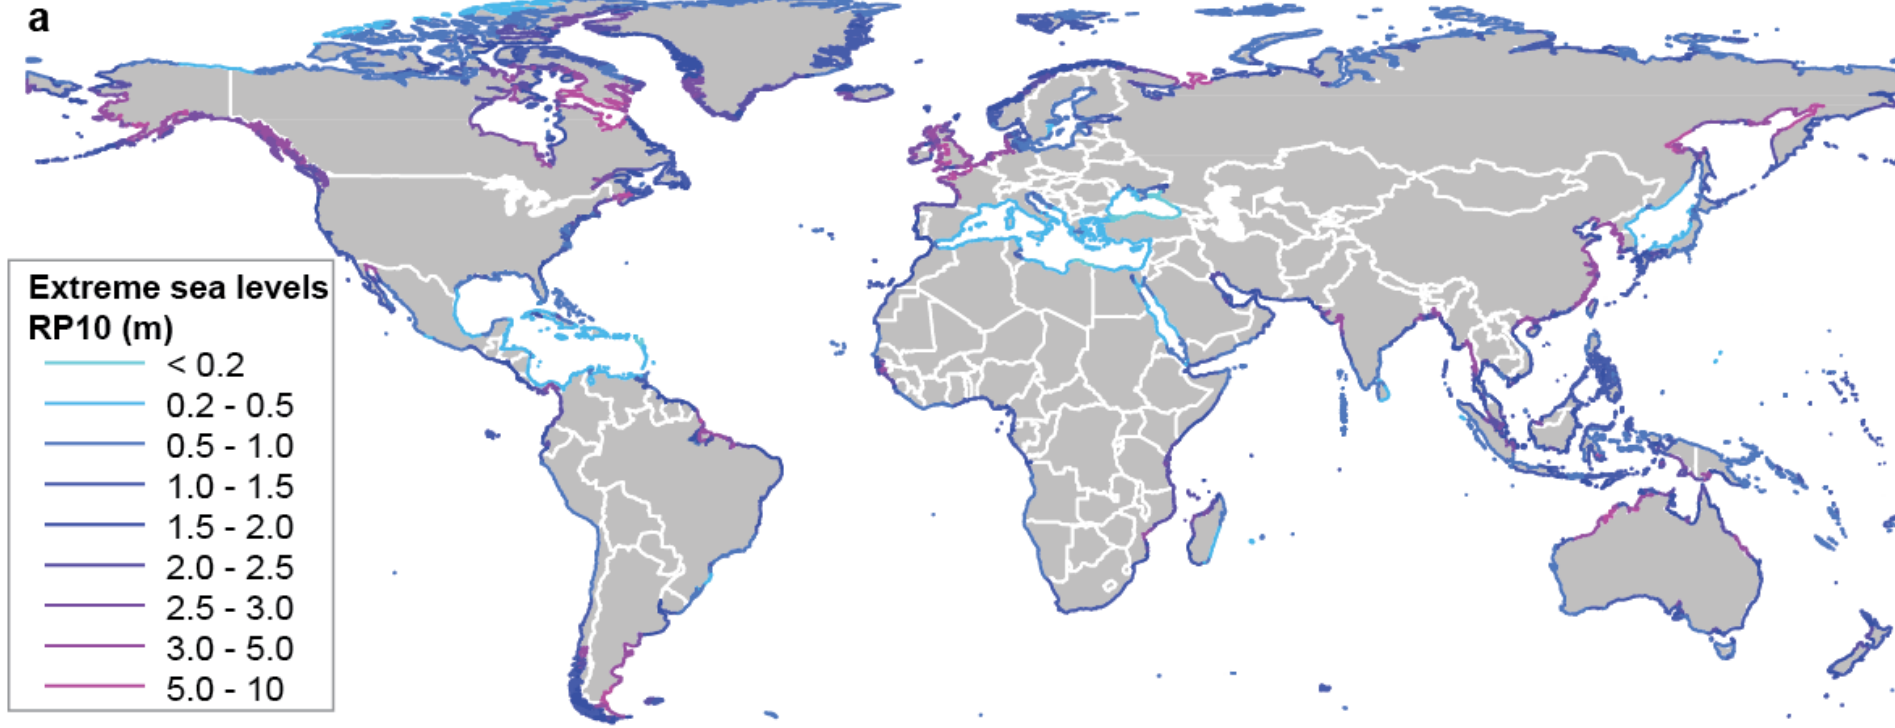 a
Extreme sea levels
RP10 (m)
< 0.2
0.2 - 0.5
0.5 - 1.0
1.0 - 1.5
1.5 - 2.0
2.0 - 2.5
2.5 - 3.0
3.0 - 5.0
5.0 - 10